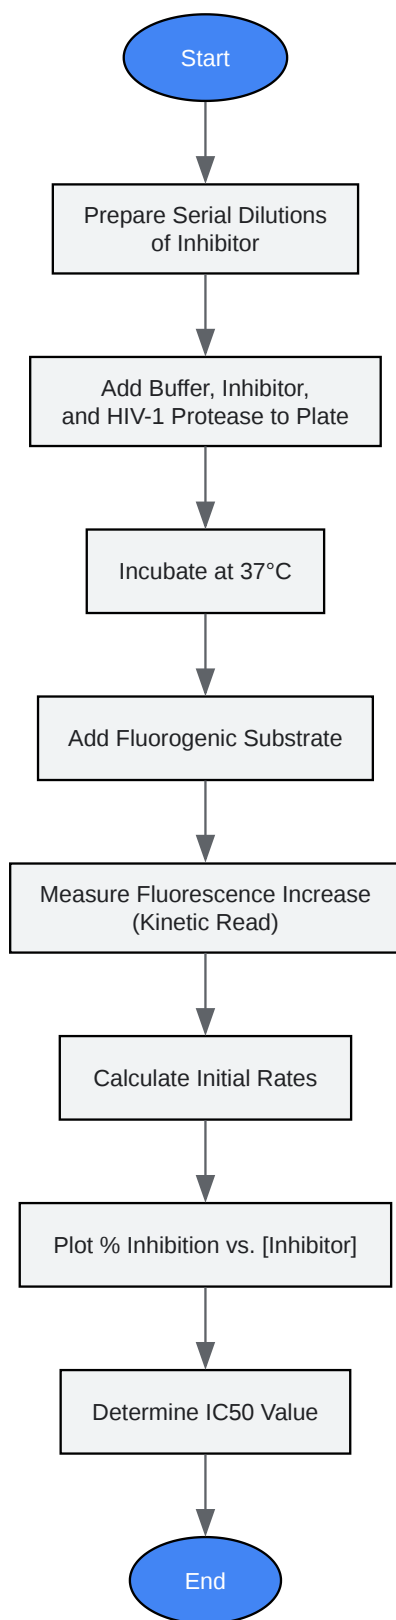 Start
Prepare Serial Dilutions
of Inhibitor
Add Buffer, Inhibitor,
and HIV-1 Protease to Plate
Incubate at 37°C
Add Fluorogenic Substrate
Measure Fluorescence Increase
(Kinetic Read)
Calculate Initial Rates
Plot % Inhibition vs. [Inhibitor]
Determine IC50 Value
End